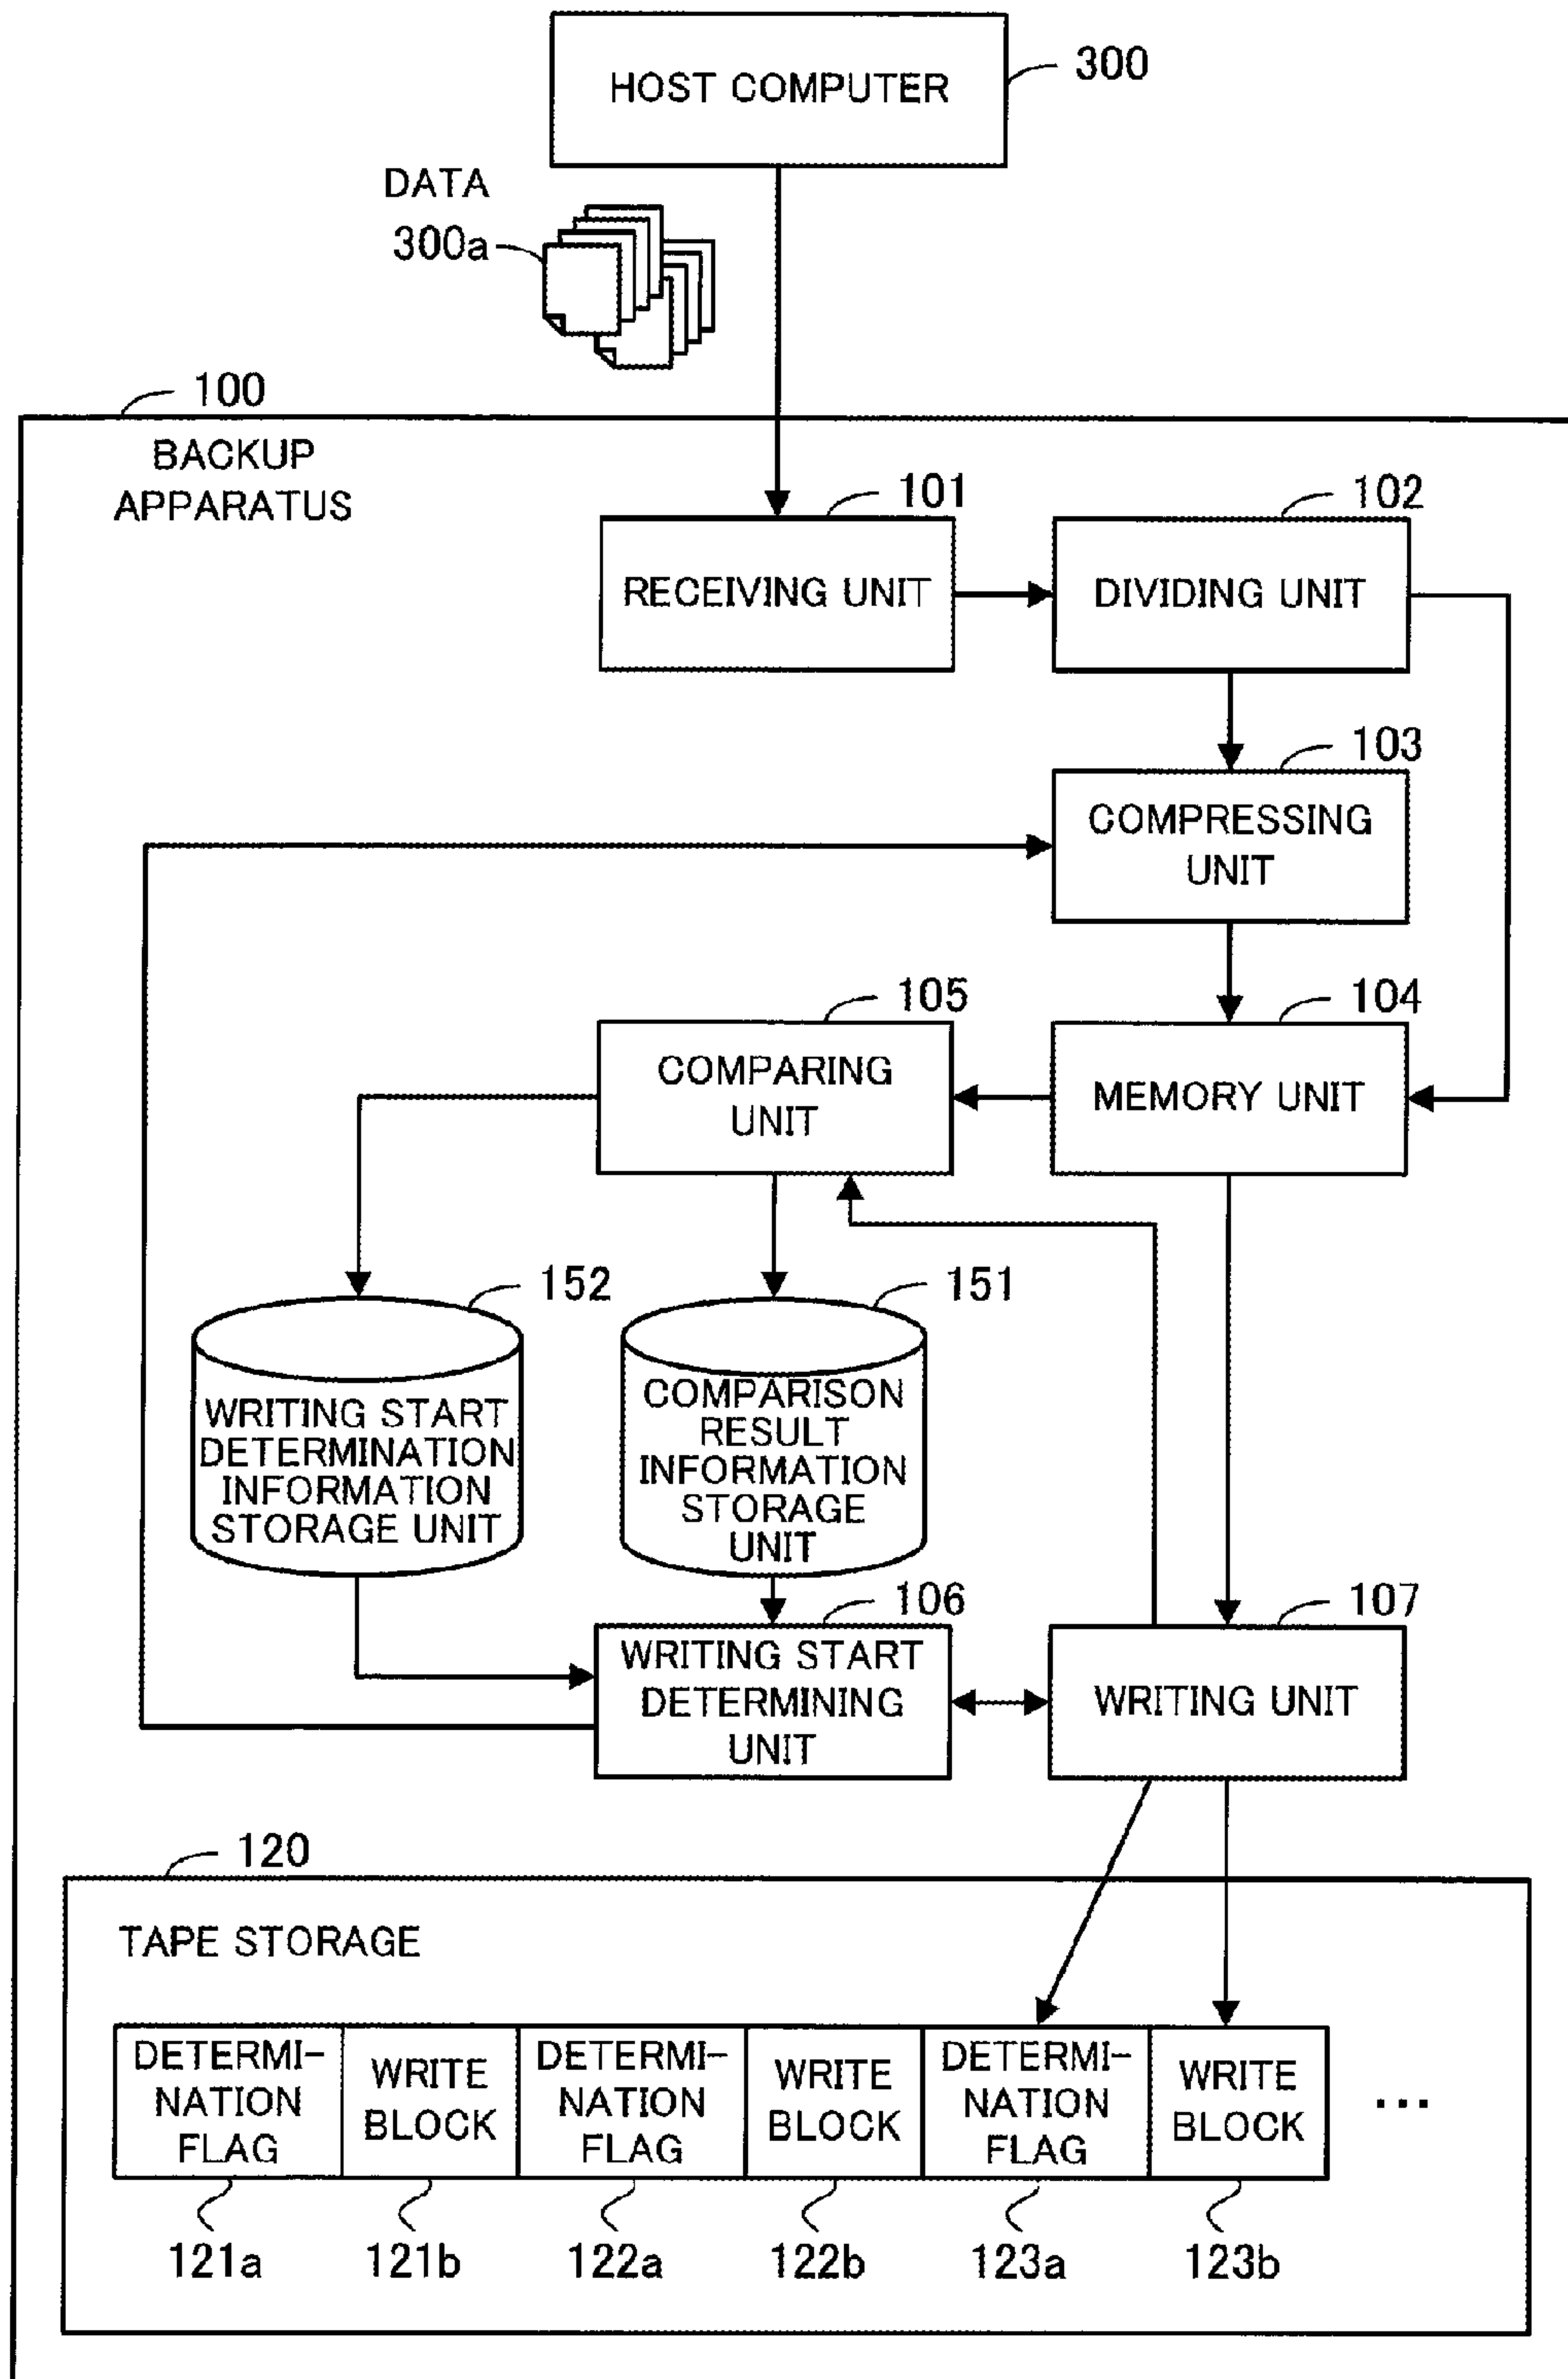 HOST COMPUTER
300
DATA
300a
100
BACKUP
APPARATUS
101
RECEIVING UNIT
102
DIVIDING UNIT
103
COMPRESSING
UNIT
105
COMPARING
UNIT
104
MEMORY UNIT
152
WRITING START
DETERMINATION
INFORMATION
STORAGE UNIT
151
COMPARISON
RESULT
INFORMATION
STORAGE
UNIT
106
WRITING START
DETERMINING
UNIT
107
WRITING UNIT
120
TAPE STORAGE
DETERMI-
NATION
FLAG
WRITE
BLOCK
DETERMI-
NATION
FLAG
WRITE
BLOCK
DETERMI-
NATION
FLAG
WRITE
BLOCK
...
121a
121b
122a
122b
123a
123b